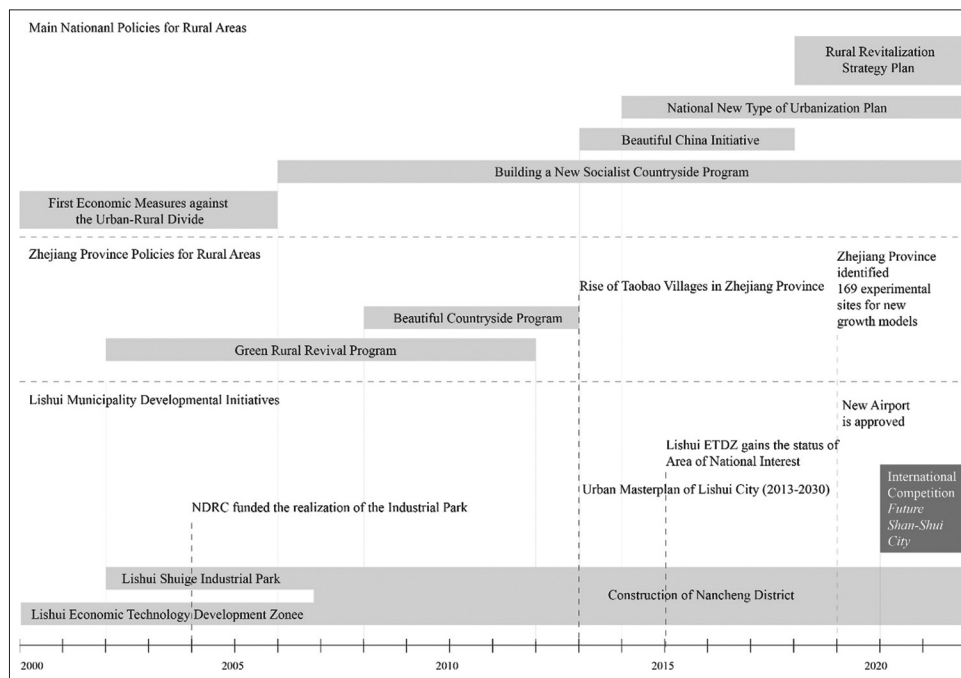 Main Nationanl Policies for Rural Areas
Rural Revitalization
Strategy Plan
National New Type of Urbanization Plan
Beautiful China Initiative
Building a New Socialist Countryside Program
First Economic Measures against
the Urban-Rural Divide
Zhejiang Province Policies for Rural Areas
Zhejiang Province
identified
169 experimental
sites for new
growth models
Rise of Taobao Villages in Zhejiang Province
Beautiful Countryside Program
Green Rural Revival Program
Lishui Municipality Developmental Initiatives
New Airport
is approved
Lishui ETDZ gains the status of
Area of National Interest
Urban Masterplan of Lishui City (2013-2030)
International
Competition
Future
Shan-Shui
City
NDRC funded the realization of the Industrial Park
Lishui Shuige Industrial Park
Construction of Nancheng District
Lishui Economic Technology Development Zonee
2000 2005 2010 2015 2020